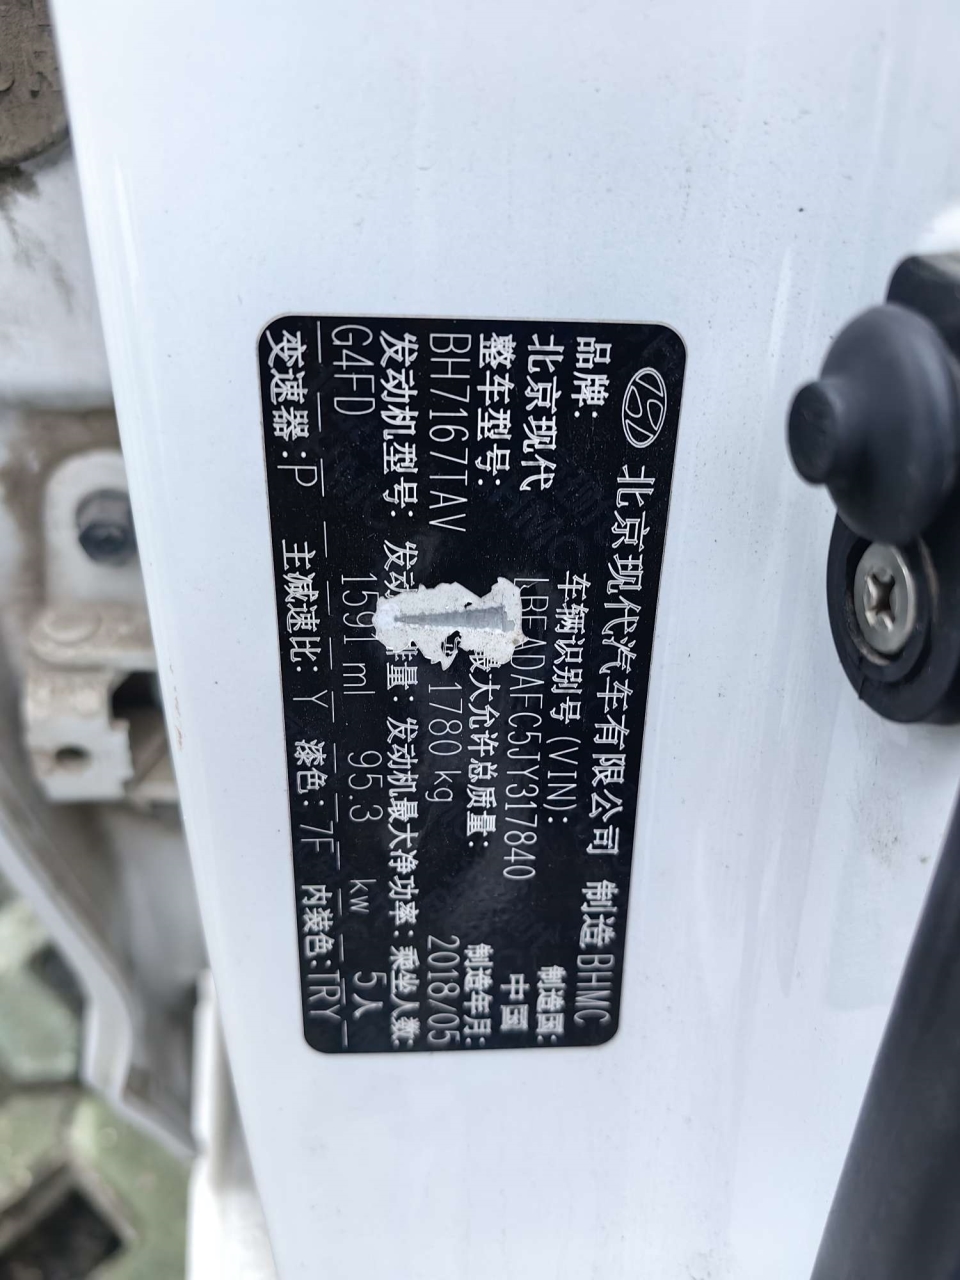 北京现代汽车有限公司 制造 BHMC
品牌: 车辆识别号 (VIN): 制造国:
北京现代 LBEADAFC5JY317840 中国
整车型号: 最大允许总质量: 制造年月:
BH7167TAV 1780 kg 2018/05
发动机型号: 发动 量: 发动机最大净功率: 乘坐人数:
G4FD 1591 ml 95.3 kw 5人
变速器: P 主减速比: Y 漆色: 7F 内装色: TRY